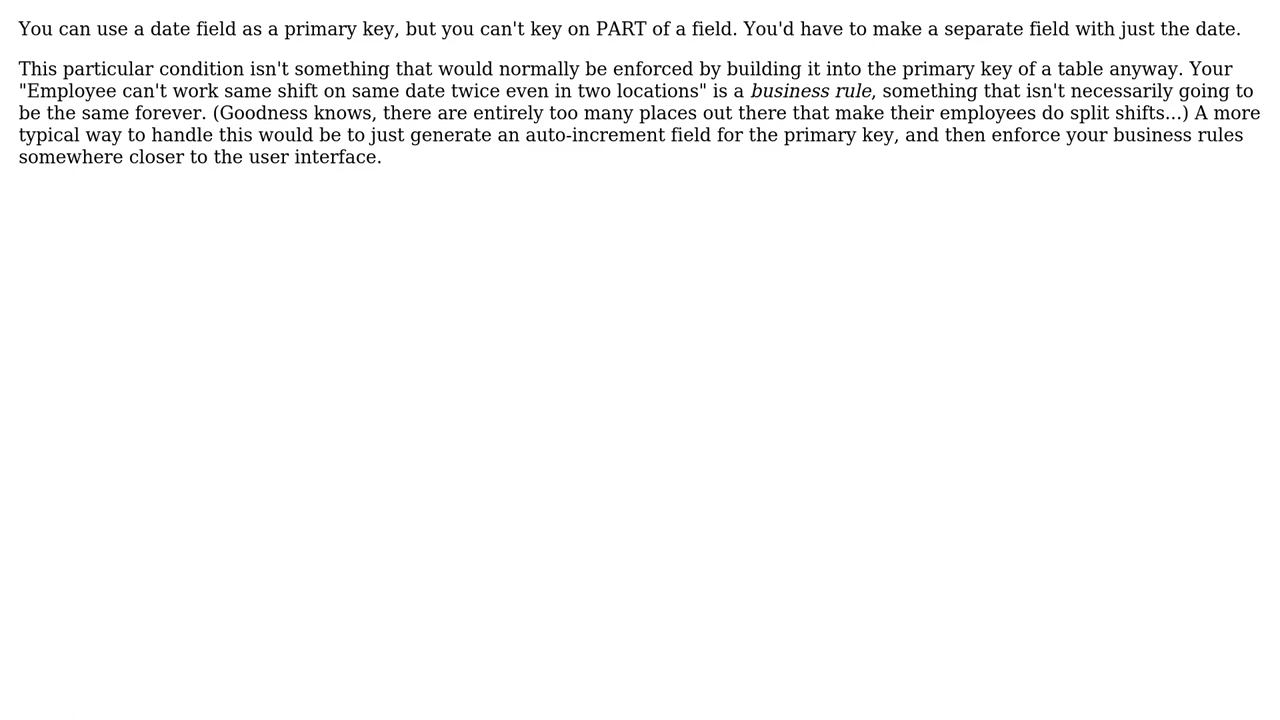 You can use a date field as a primary key, but you can't key on PART of a field. You'd have to make a separate field with just the date.
This particular condition isn't something that would normally be enforced by building it into the primary key of a table anyway. Your
"Employee can't work same shift on same date twice even in two locations" is a business rule, something that isn't necessarily going to
be the same forever. (Goodness knows, there are entirely too many places out there that make their employees do split shifts...) A more
typical way to handle this would be to just generate an auto-increment field for the primary key, and then enforce your business rules
somewhere closer to the user interface.